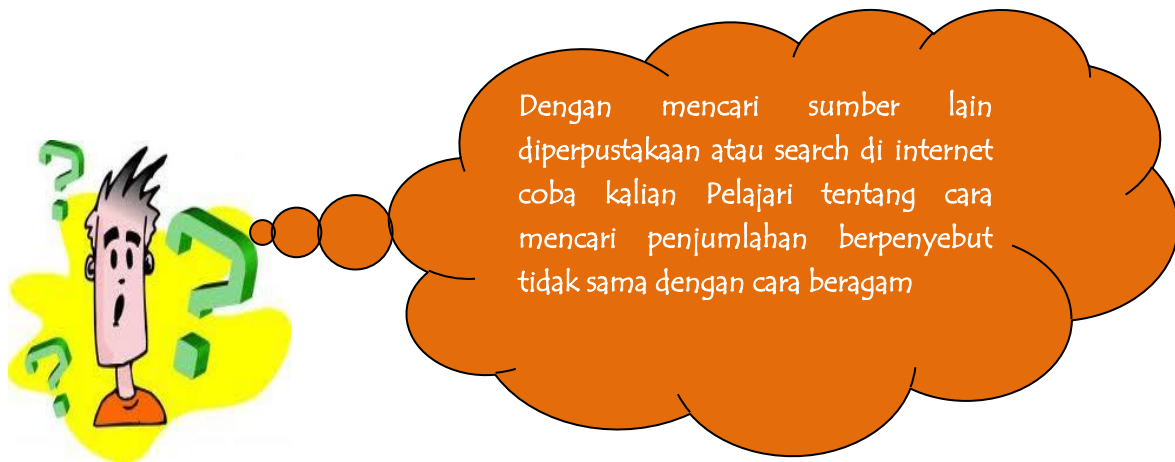 Dengan mencari sumber lain
diperpustakaan atau search di internet
coba kalian Pelajari tentang cara
mencari penjumlahan berpenyebut
tidak sama dengan cara beragam